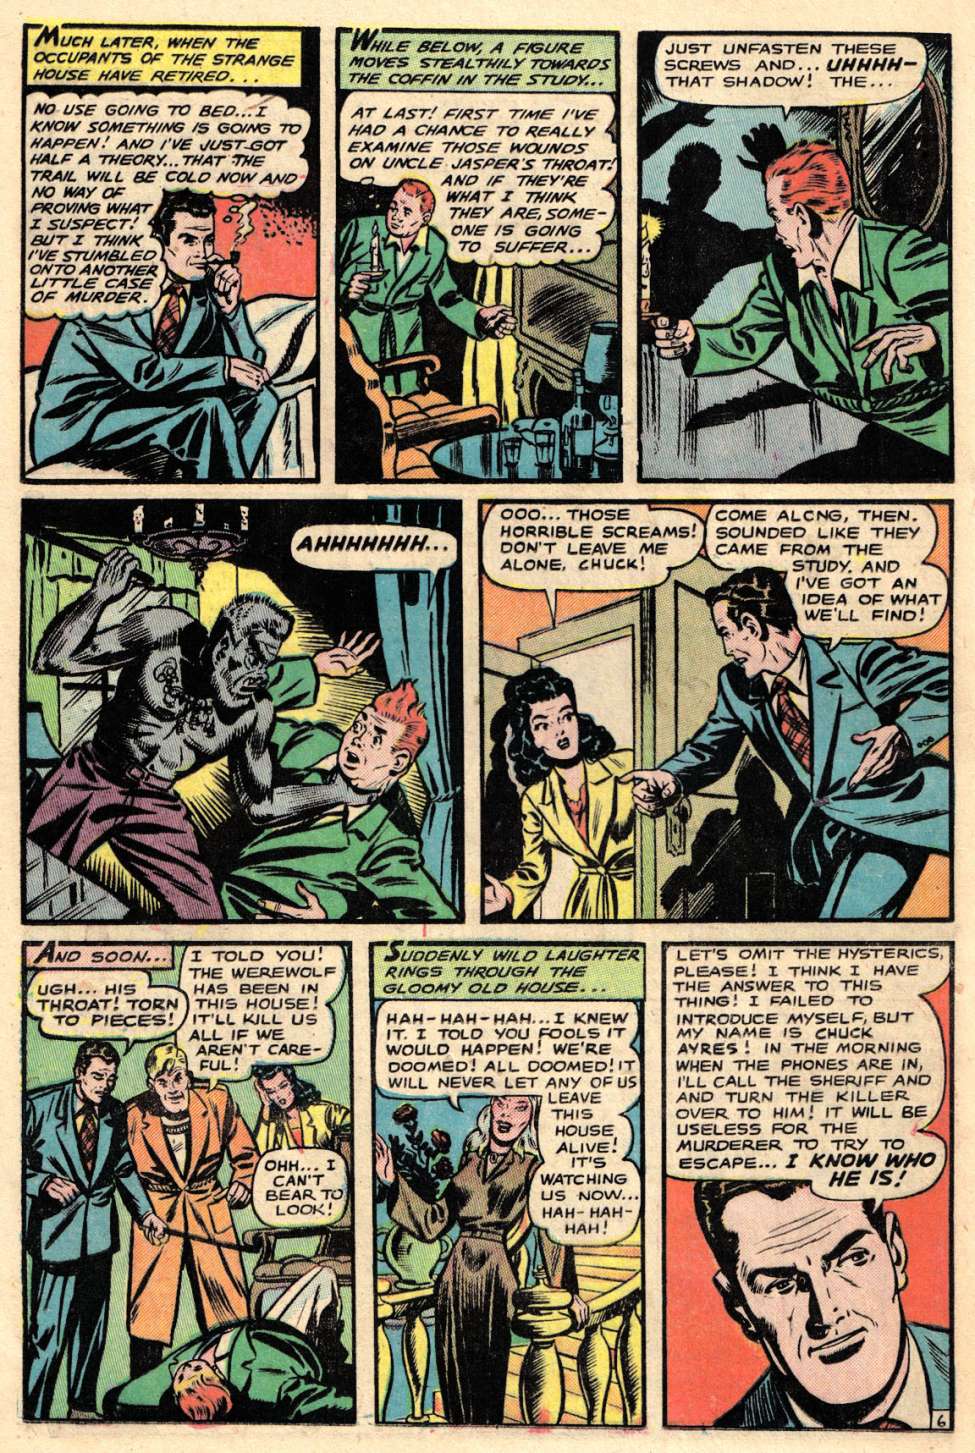 MUCH LATER, WHEN THE
OCCUPANTS OF THE STRANGE
HOUSE HAVE RETIRED...
NO USE GOING TO BED...I
KNOW SOMETHING IS GOING TO
HAPPEN! AND I'VE JUST GOT
HALF A THEORY...THAT THE
TRAIL WILL BE COLD NOW AND
NO WAY OF
PROVING WHAT
I SUSPECT!
BUT I THINK
I'VE STUMBLED
ONTO ANOTHER
LITTLE CASE
OF MURDER.
WHILE BELOW, A FIGURE
MOVES STEALTHILY TOWARDS
THE COFFIN IN THE STUDY...
AT LAST! FIRST TIME I'VE
HAD A CHANCE TO REALLY
EXAMINE THOSE WOUNDS
ON UNCLE JASPER'S THROAT!
AND IF THEY'RE
WHAT I THINK
THEY ARE, SOME-
ONE IS GOING
TO SUFFER...
JUST UNFASTEN THESE
SCREWS AND... UHHHH-
THAT SHADOW! THE...
AHHHHHHH...
OOO... THOSE
HORRIBLE SCREAMS!
DON'T LEAVE ME
ALONE, CHUCK!
COME ALONG, THEN.
SOUNDED LIKE THEY
CAME FROM THE
STUDY. AND
I'VE GOT AN
IDEA OF WHAT
WE'LL FIND!
AND SOON...
UGH... HIS
THROAT! TORN
TO PIECES!
I TOLD YOU!
THE WEREWOLF
HAS BEEN IN
THIS HOUSE!
IT'LL KILL US
ALL IF WE
AREN'T CARE-
FUL!
OHH... I
CAN'T
BEAR TO
LOOK!
SUDDENLY WILD LAUGHTER
RINGS THROUGH THE
GLOOMY OLD HOUSE...
HAH-HAH-HAH... I KNEW
IT. I TOLD YOU FOOLS IT
WOULD HAPPEN! WE'RE
DOOMED! ALL DOOMED! IT
WILL NEVER LET ANY OF US
LEAVE
THIS
HOUSE
ALIVE!
IT'S
WATCHING
US NOW...
HAH-HAH-
HAH!
LET'S OMIT THE HYSTERICS,
PLEASE! I THINK I HAVE
THE ANSWER TO THIS
THING! I FAILED TO
INTRODUCE MYSELF, BUT
MY NAME IS CHUCK
AYRES! IN THE MORNING
WHEN THE PHONES ARE IN,
I'LL CALL THE SHERIFF AND
AND TURN THE KILLER
OVER TO HIM! IT WILL BE
USELESS FOR THE
MURDERER TO TRY TO
ESCAPE... I KNOW WHO
HE IS!
6